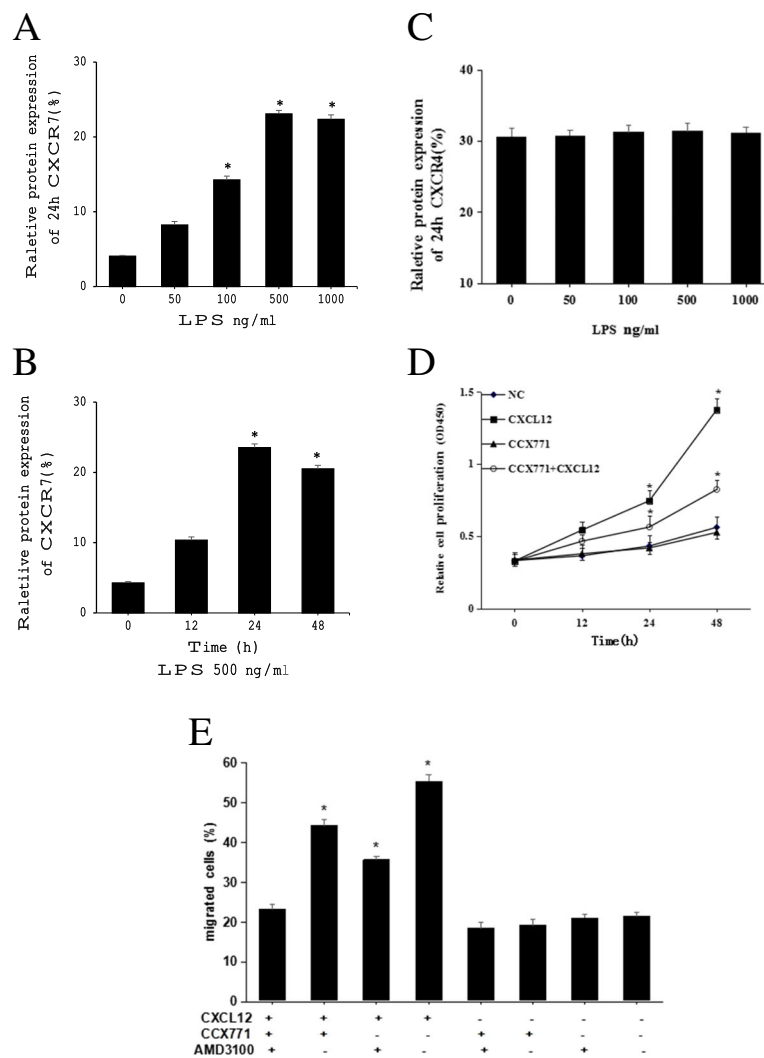 A
Raletive protein expression
of 24h CXCR7(%)
30
20
10
0
*
*
*
0 50 100 500 1000
LPS ng/ml
C
Raletive protein expression
of 24h CXCR4(%)
40
30
20
10
0 50 100 500 1000
LPS ng/ml
B
Raletiive protein expression
of CXCR7(%)
30
20
10
0
*
*
0 12 24 48
Time (h)
LPS 500 ng/ml
D
Relative cell proliferation (OD450)
1.5
1
0.5
0
NC
CXCL12
CCX771
CCX771+CXCL12
*
*
*
*
0 12 24 48
Time(h)
E
migrated cells (%)
60
50
40
30
20
10
0
*
*
*
CXCL12 + + + + - - - -
CCX771 + + - - + + - -
AMD3100 + - + - + - + -